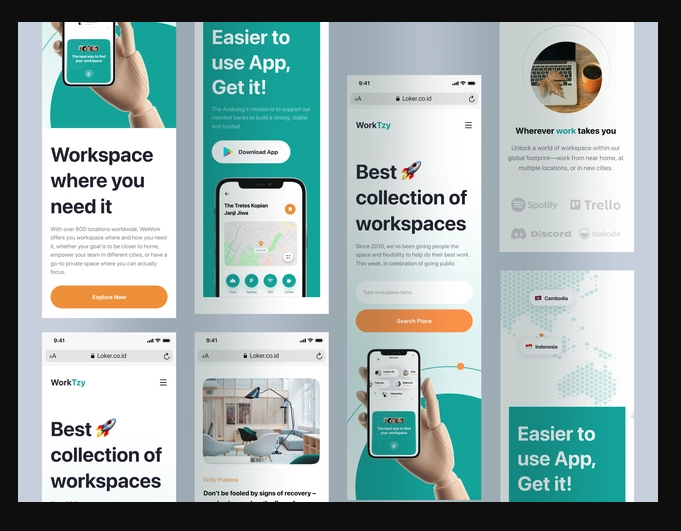 The best way to find
your workspace
Workspace
where you
need it
With over 800 locations worldwide, WeWork
offers you workspace where and how you need
it, whether your goal is to be closer to home,
empower your team in different cities, or have a
go-to private space where you can actually
focus.
Explore Now
9:41
AA Loker.co.id
WorkTzy
Best 🚀
collection of
workspaces
Easier to
use App,
Get it!
The Ausbang's mission is to support our
member banks to build a strong, stable
and trusted
Download App
The Tretes Kopian
Janji Jiwa
9:41
AA Loker.co.id
Vicky Pradana
Don't be fooled by signs of recovery –
9:41
AA Loker.co.id
WorkTzy
Best 🚀
collection of
workspaces
Since 2010, we've been giving people the
space and flexibility to help do their best work.
This week, in celebration of going public
Type workspace name...
Search Place
The best way to find
your workspace
Wherever work takes you
Unlock a world of workspace within our
global footprint—work from near home, at
multiple locations, or in new cities.
Spotify Trello
Discord taskade
Cambodia
Indonesia
Easier to
use App,
Get it!